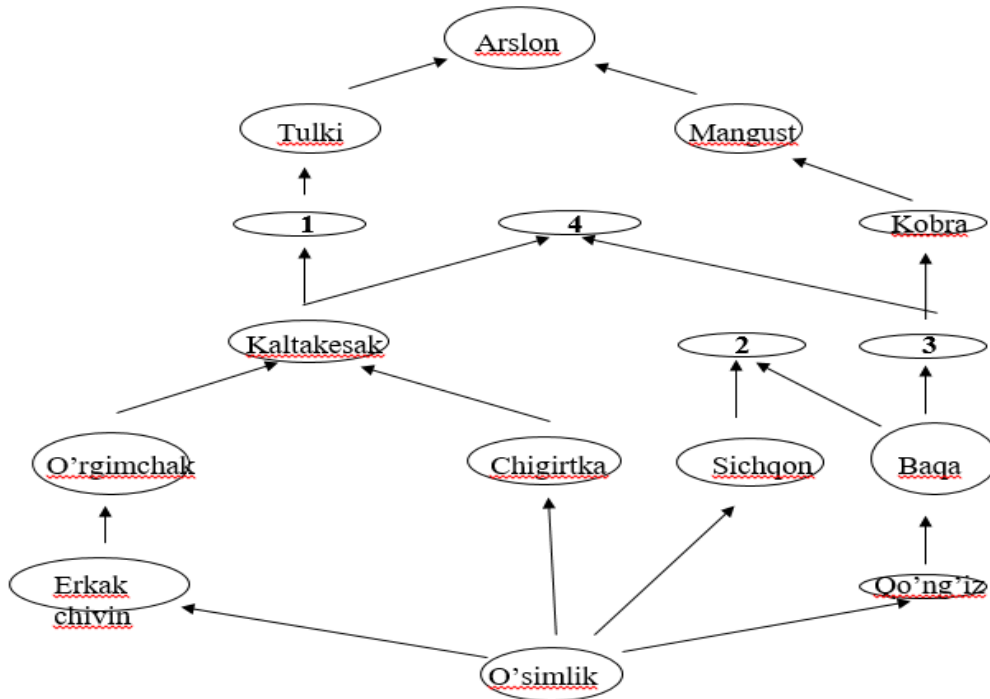 Arslon
Tulki
Mangust
1
4
Kobra
Kaltakesak
2
3
O’rgimchak
Chigirtka
Sichqon
Baqa
Erkak
chivin
Qo’ng’iz
O’simlik